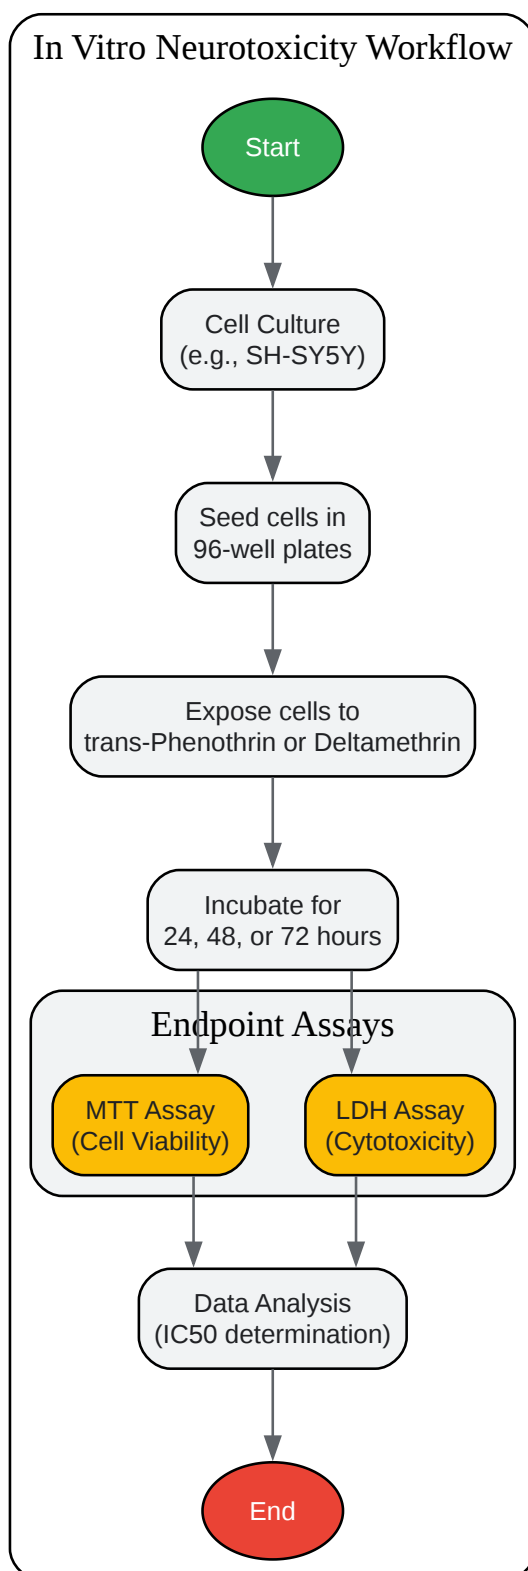 In Vitro Neurotoxicity Workflow
Start
Cell Culture
(e.g., SH-SY5Y)
Seed cells in
96-well plates
Expose cells to
trans-Phenothrin or Deltamethrin
Incubate for
24, 48, or 72 hours
Endpoint Assays
MTT Assay
(Cell Viability)
LDH Assay
(Cytotoxicity)
Data Analysis
(IC50 determination)
End